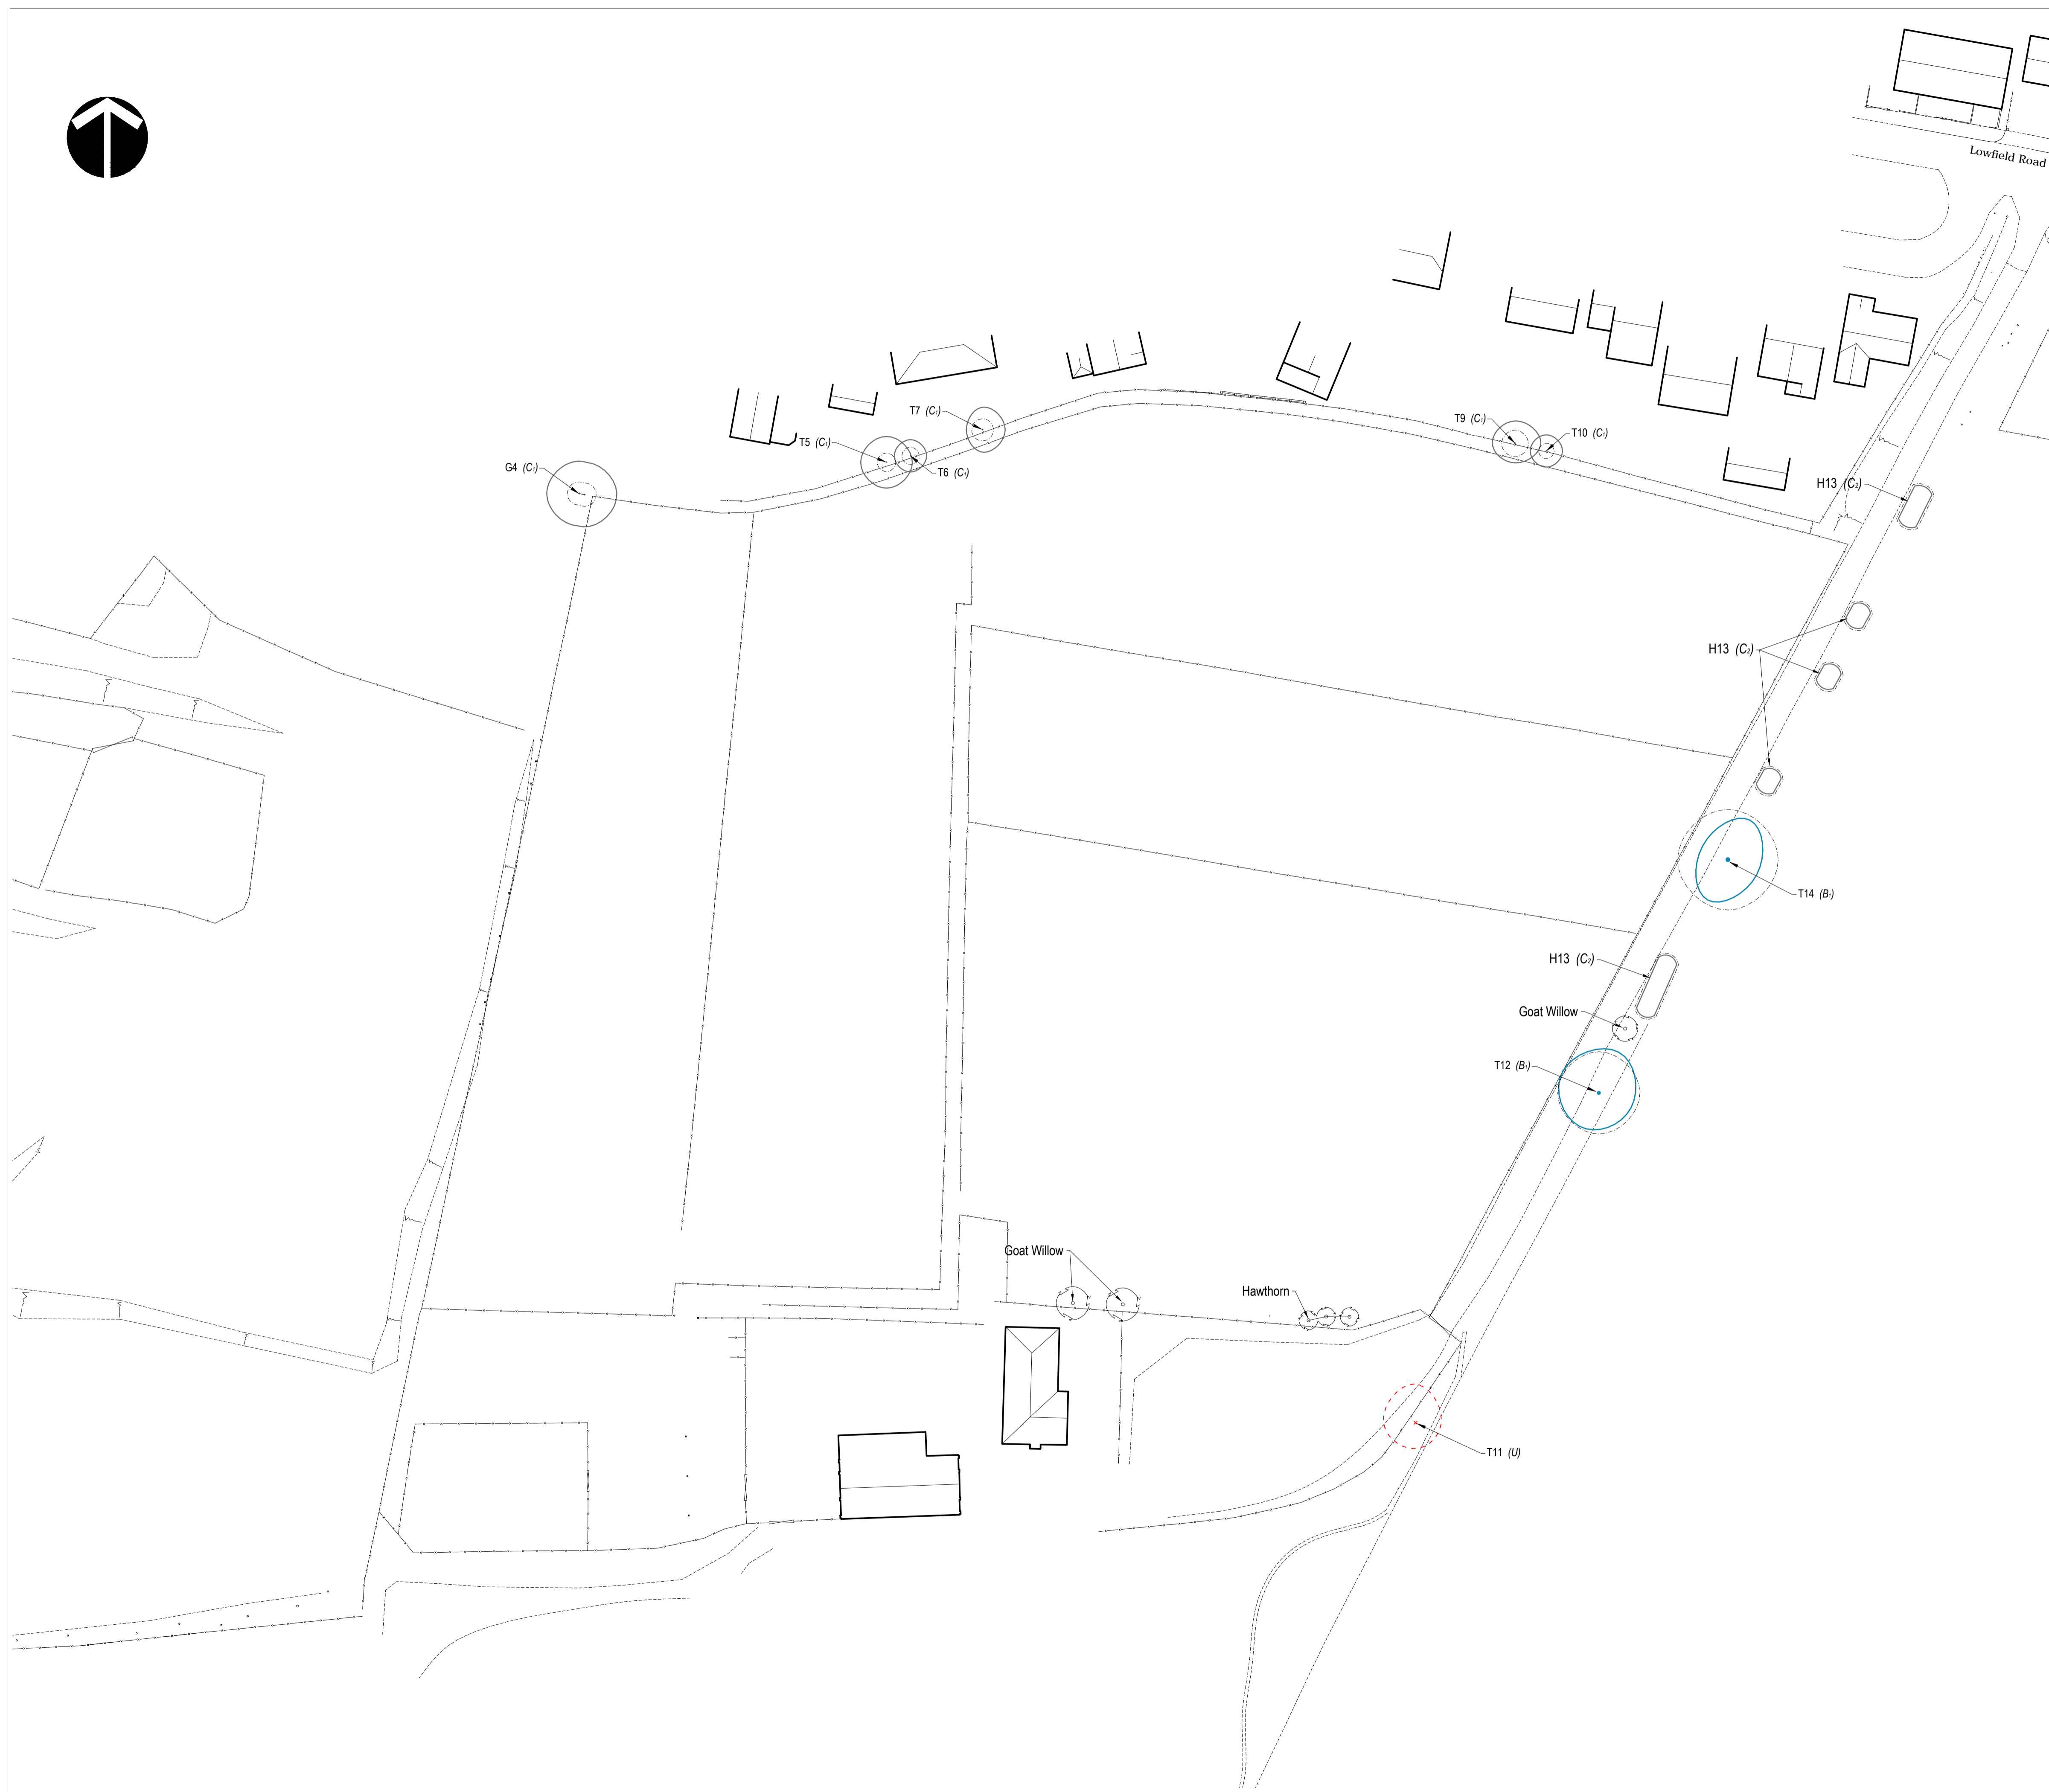 Lowfield Road
T7 (C₁)
T9 (C₁)
T10 (C₁)
T5 (C₁)
G4 (C₁)
T6 (C₁)
H13 (C₂)
H13 (C₂)
T14 (B₁)
H13 (C₂)
Goat Willow
T12 (B₁)
Goat Willow
Hawthorn
T11 (U)